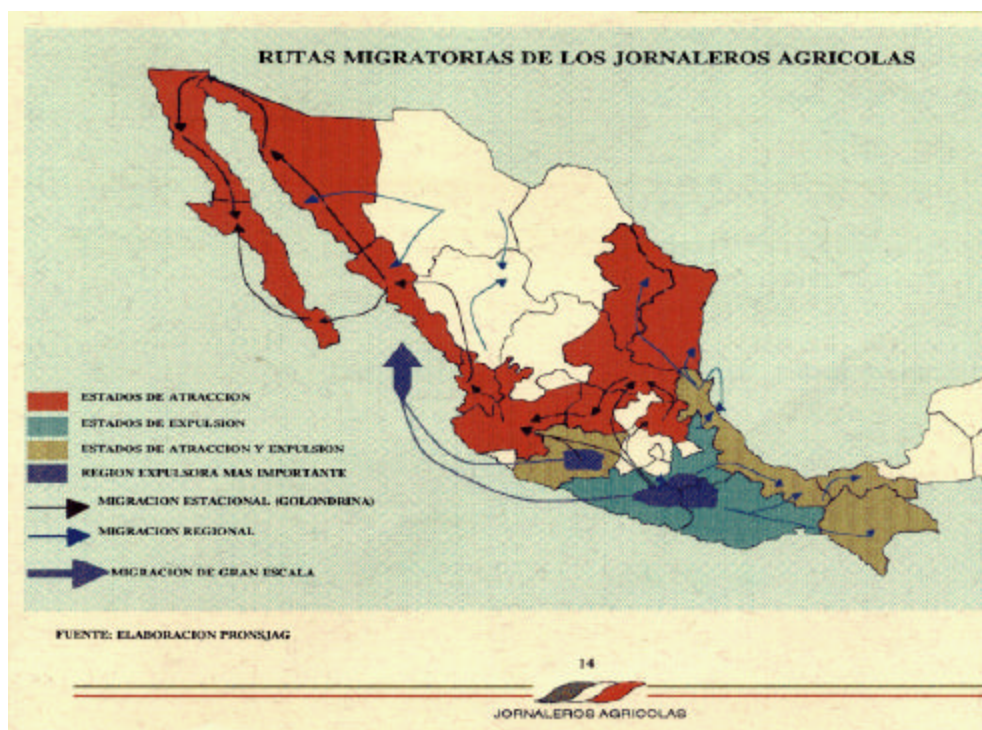 RUTAS MIGRATORIAS DE LOS JORNALEROS AGRICOLAS
ESTADOS DE ATRACCION
ESTADOS DE EXPULSION
ESTADOS DE ATRACCION Y EXPULSION
REGION EXPULSORA MAS IMPORTANTE
MIGRACION ESTACIONAL (GOLONDRINA)
MIGRACION REGIONAL
MIGRACION DE GRAN ESCALA
FUENTE: ELABORACION PRONSJAG
14
JORNALEROS AGRICOLAS